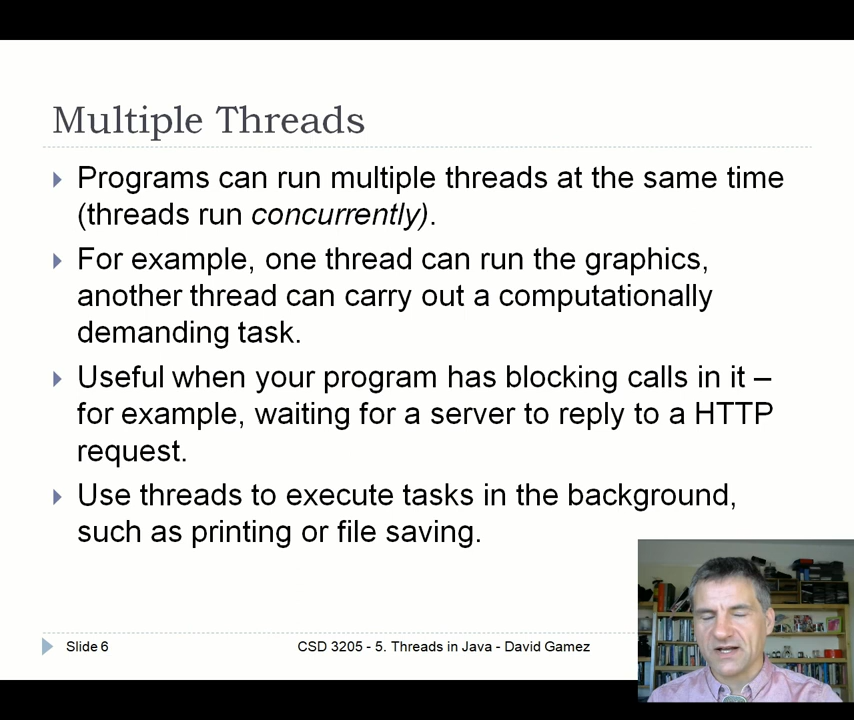 Multiple Threads
Programs can run multiple threads at the same time
(threads run concurrently).
For example, one thread can run the graphics,
another thread can carry out a computationally
demanding task.
Useful when your program has blocking calls in it –
for example, waiting for a server to reply to a HTTP
request.
Use threads to execute tasks in the background,
such as printing or file saving.
Slide 6
CSD 3205 - 5. Threads in Java - David Gamez